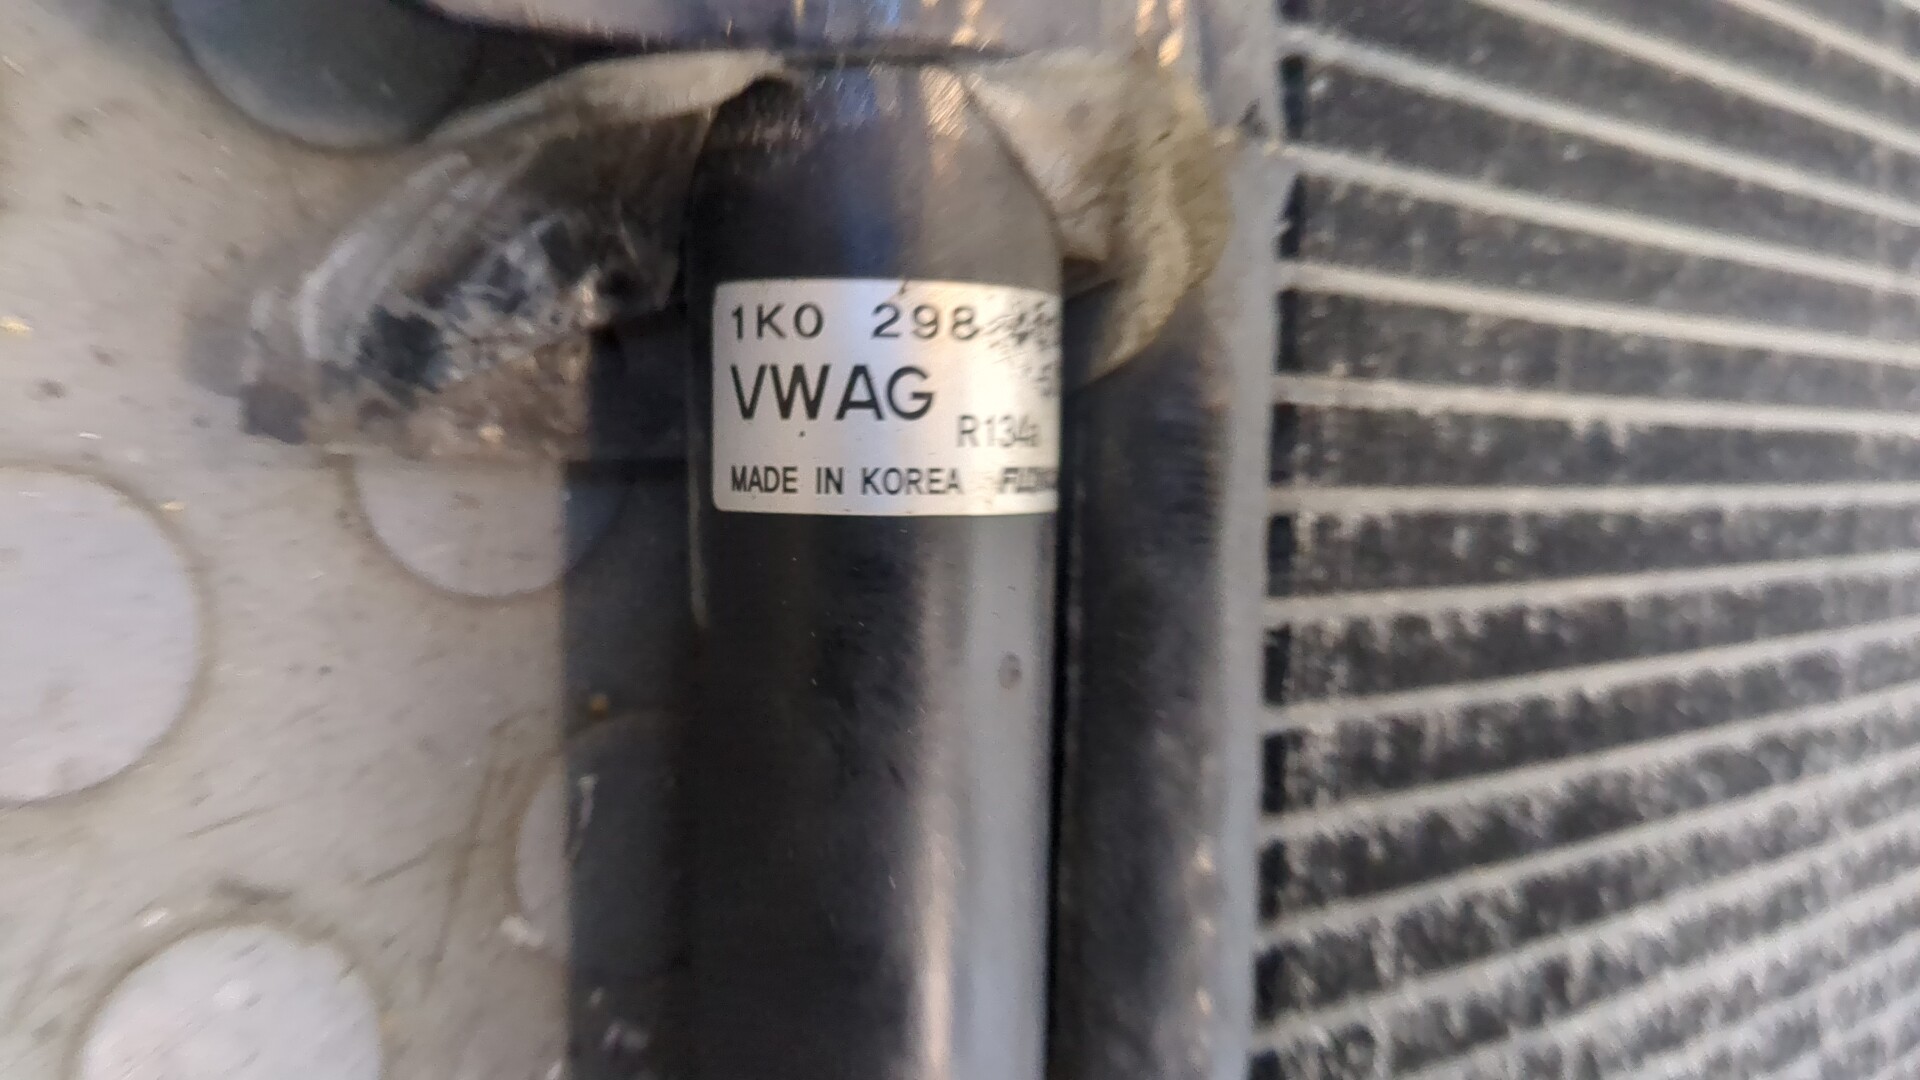 1K0 298
VWAG
R134a
MADE IN KOREA